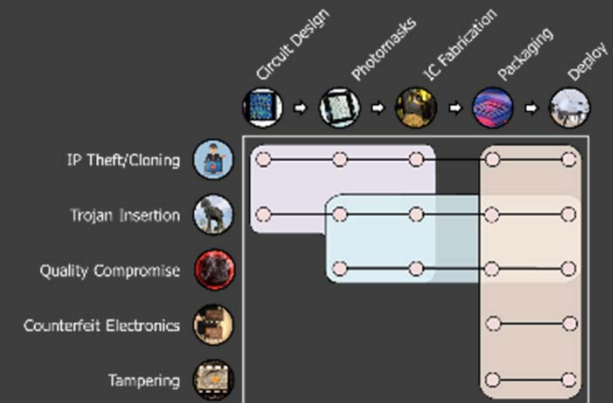 Circuit Design
Photomasks
IC Fabrication
Packaging
Deploy
IP Theft/Cloning
Trojan Insertion
Quality Compromise
Counterfeit Electronics
Tampering